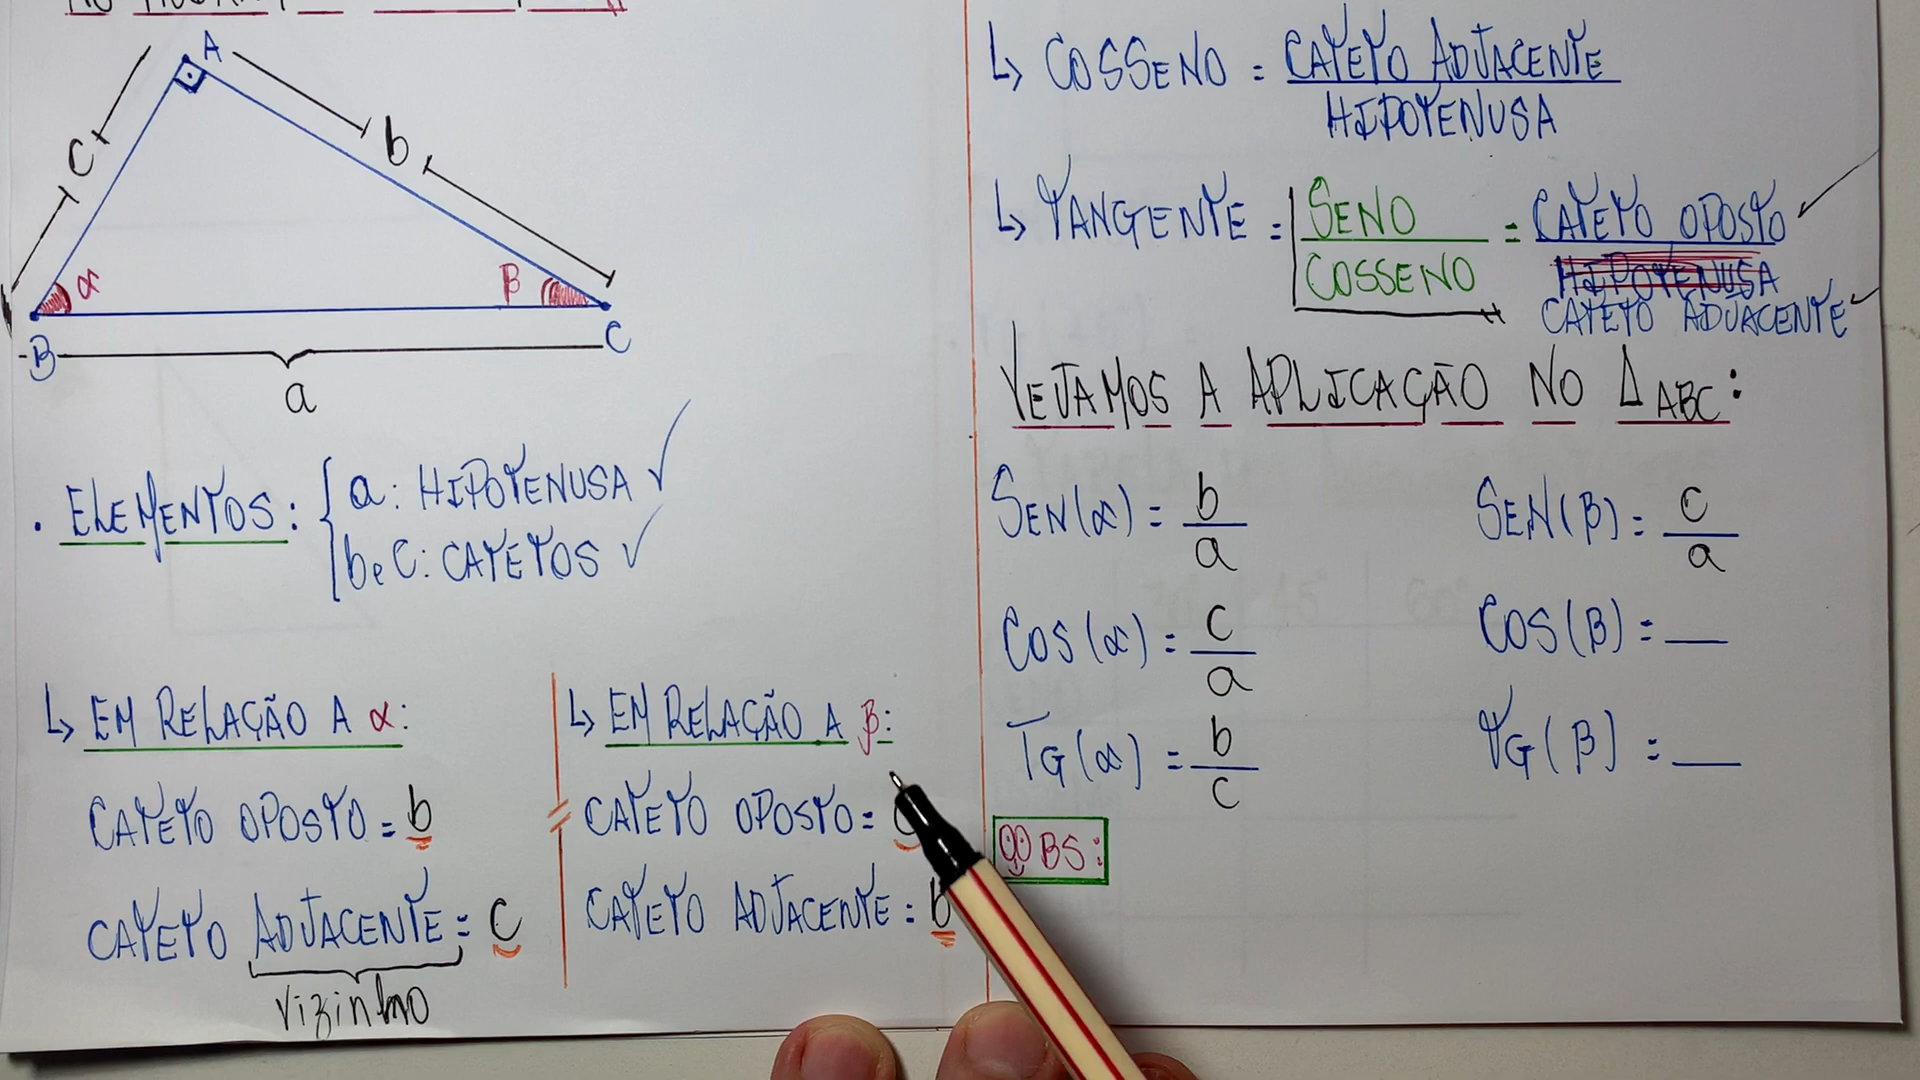 A
c
b
α
β
B
C
a
. ELEMENTOS: { a: HIPOTENUSA ✓
b e C: CATETOS ✓
↳ EM RELAÇÃO A α:
CATETO OPOSTO = b
CATETO ADJACENTE = c
vizinho
↳ EM RELAÇÃO A β:
CATETO OPOSTO =
CATETO ADJACENTE = b
↳ COSSENO = CATETO ADJACENTE
HIPOTENUSA
↳ TANGENTE = SENO = CATETO OPOSTO ✓
COSSENO HIPOTENUSA
CATETO ADJACENTE ✓
VEJAMOS A APLICAÇÃO NO Δ ABC:
SEN(α) = b/a
SEN(β) = c/a
COS(α) = c/a
COS(β) = __
TG(α) = b/c
TG(β) = __
OBS: